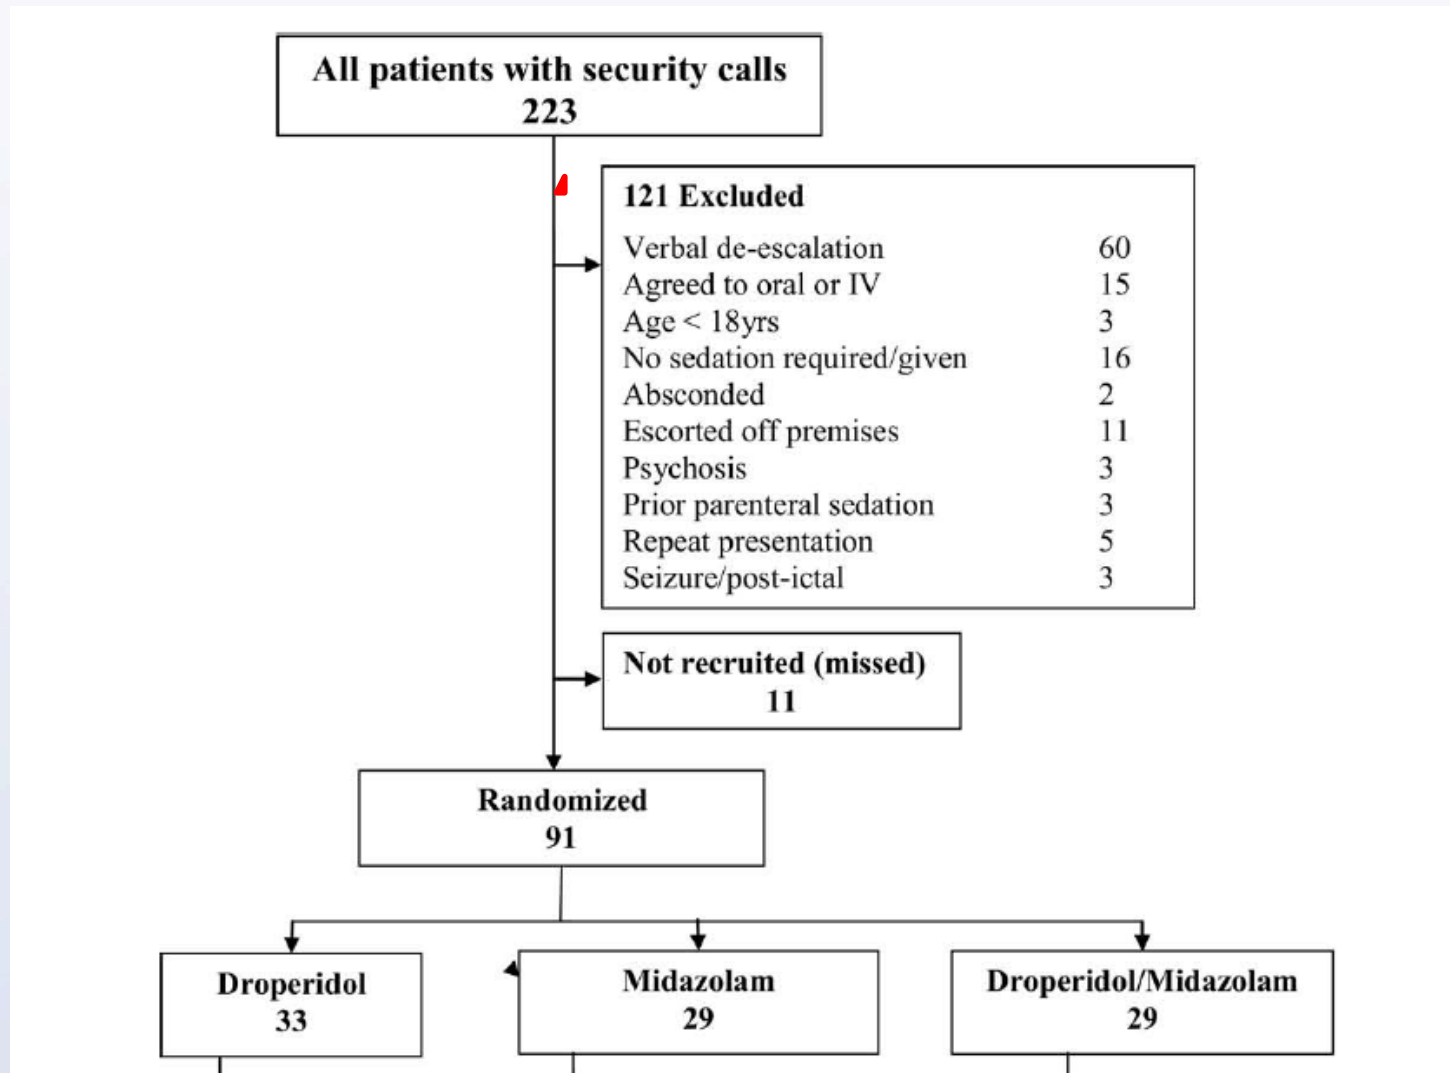 All patients with security calls
223
121 Excluded
Verbal de-escalation 60
Agreed to oral or IV 15
Age < 18yrs 3
No sedation required/given 16
Absconded 2
Escorted off premises 11
Psychosis 3
Prior parenteral sedation 3
Repeat presentation 5
Seizure/post-ictal 3
Not recruited (missed)
11
Randomized
91
Droperidol
33
Midazolam
29
Droperidol/Midazolam
29